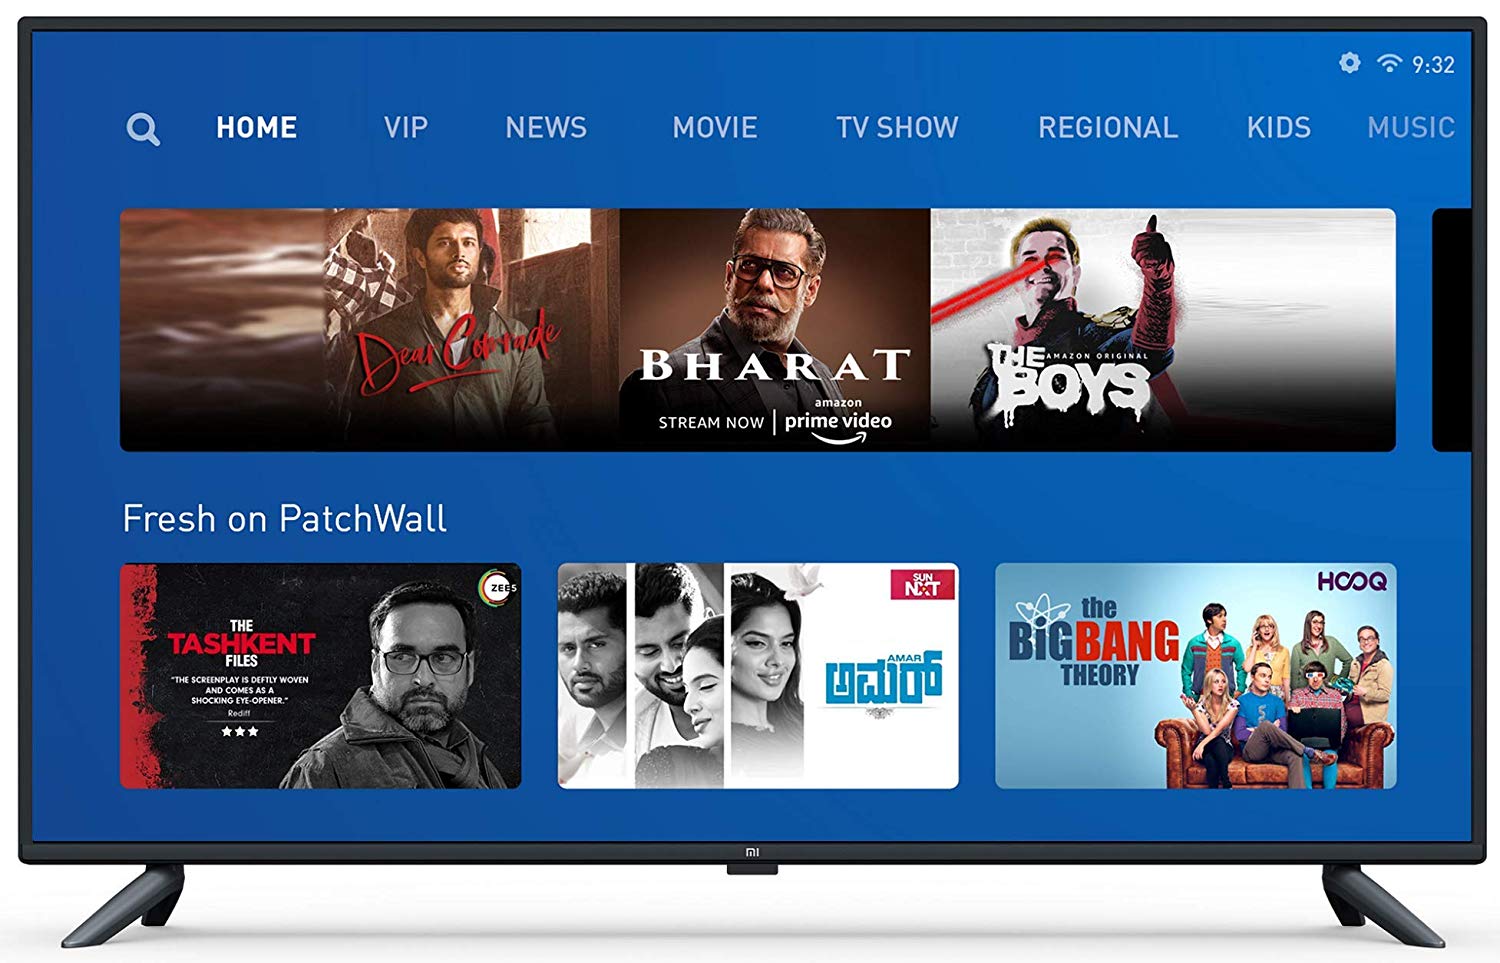 9:32
HOME VIP NEWS MOVIE TV SHOW REGIONAL KIDS MUSIC
Dear Comrade
BHARAT
STREAM NOW | amazon prime video
THE BOYS
AMAZON ORIGINAL
Fresh on PatchWall
THE
TASHKENT
FILES
"THE SCREENPLAY IS DEFTLY WOVEN
AND COMES AS A
SHOCKING EYE-OPENER."
Rediff
ZEE5
SUN
NXT
AMAR
ಅಮರ್
HOOQ
the
BIG BANG
THEORY
mi